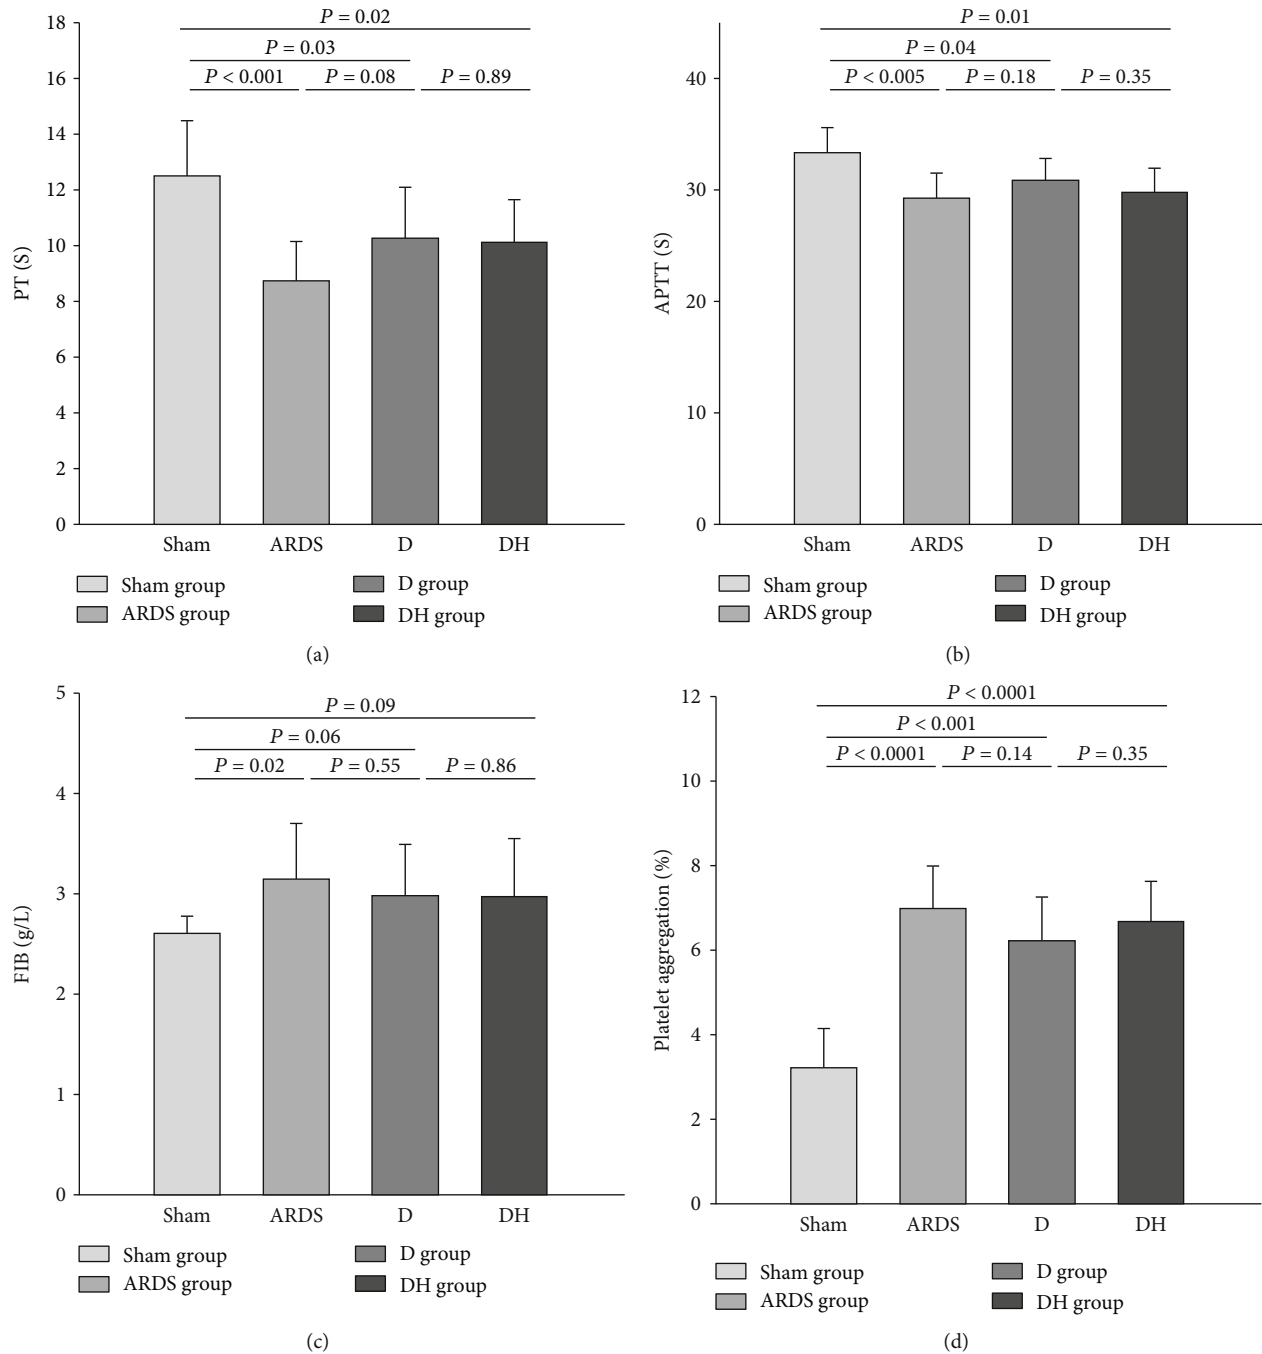 P = 0.02
P = 0.03
P < 0.001 P = 0.08 P = 0.89
18
16
14
12
10
8
6
4
2
0
PT (S)
Sham ARDS D DH
Sham group D group
ARDS group DH group
(a)
P = 0.01
P = 0.04
P < 0.005 P = 0.18 P = 0.35
40
30
20
10
0
APTT (S)
Sham ARDS D DH
Sham group D group
ARDS group DH group
(b)
P = 0.09
P = 0.06
P = 0.02 P = 0.55 P = 0.86
5
4
3
2
1
0
FIB (g/L)
Sham ARDS D DH
Sham group D group
ARDS group DH group
(c)
P < 0.0001
P < 0.001
P < 0.0001 P = 0.14 P = 0.35
12
10
8
6
4
2
0
Platelet aggregation (%)
Sham ARDS D DH
Sham group D group
ARDS group DH group
(d)